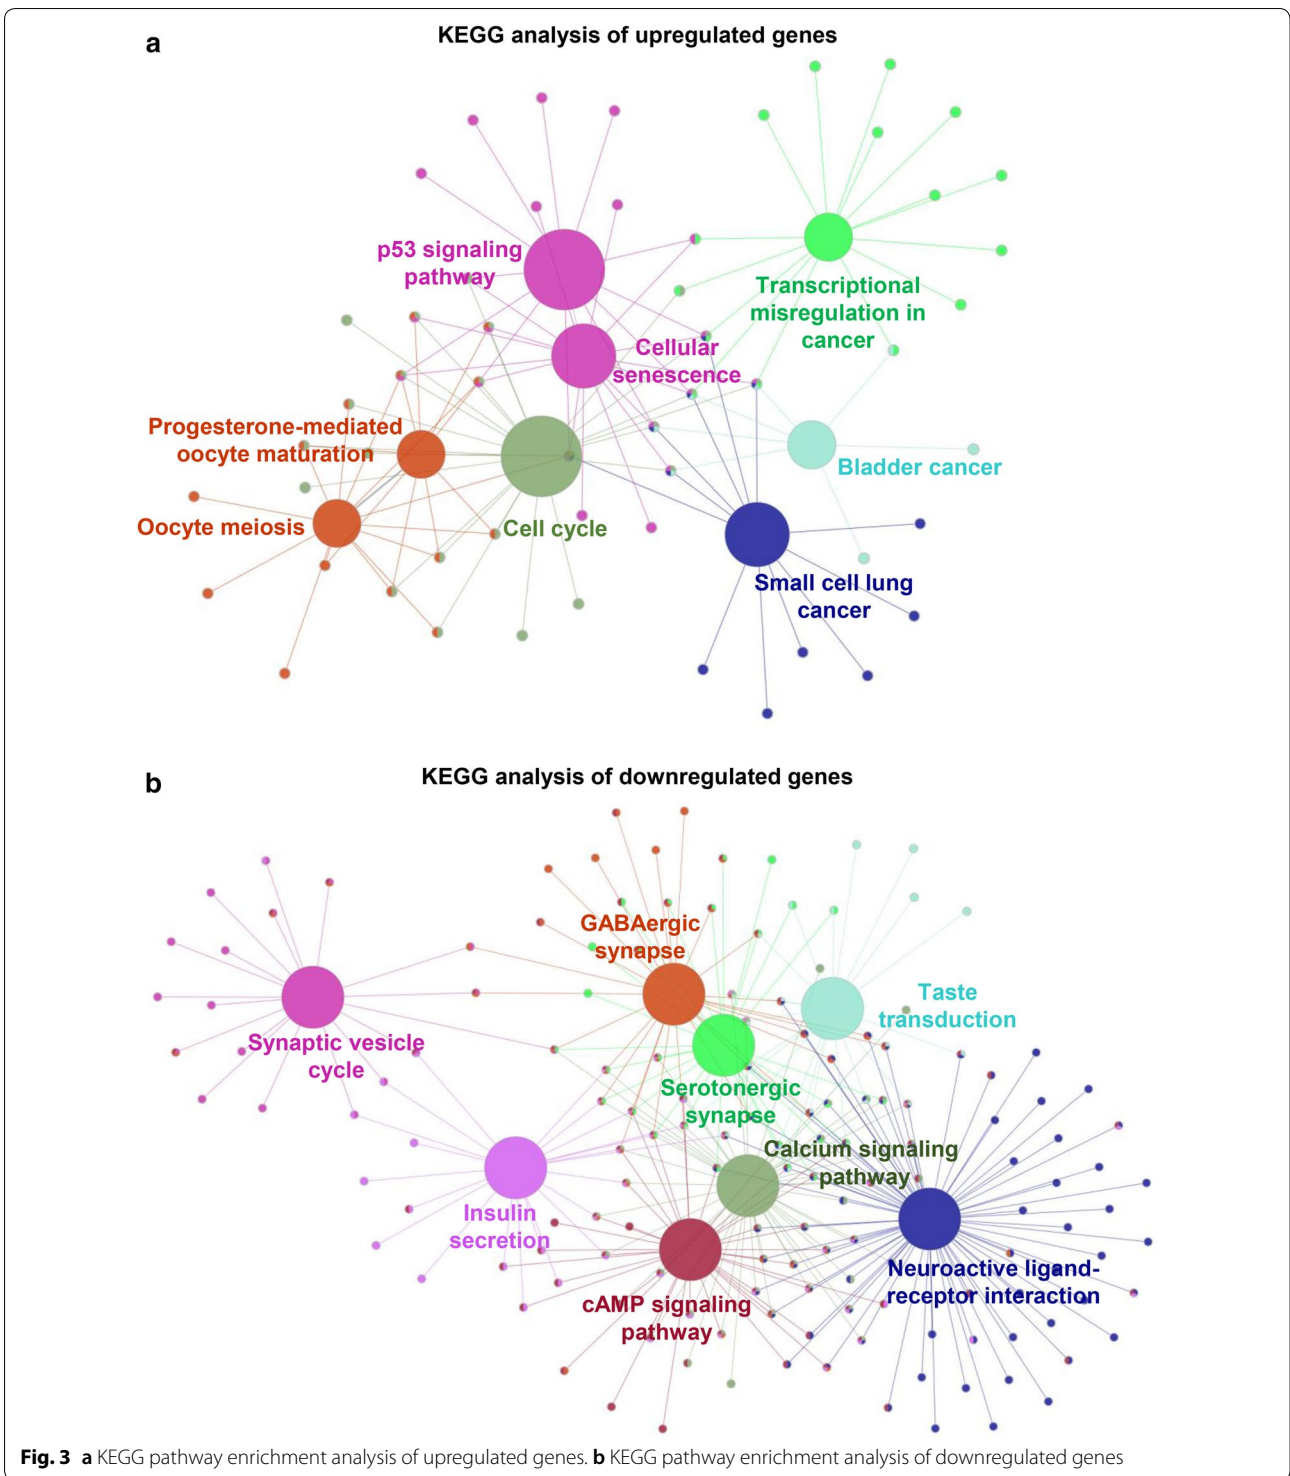 a
KEGG analysis of upregulated genes
p53 signaling
pathway
Transcriptional
misregulation in
cancer
Cellular
senescence
Progesterone-mediated
oocyte maturation
Bladder cancer
Oocyte meiosis
Cell cycle
Small cell lung
cancer
b
KEGG analysis of downregulated genes
GABAergic
synapse
Taste
transduction
Synaptic vesicle
cycle
Serotonergic
synapse
Calcium signaling
pathway
Insulin
secretion
Neuroactive ligand-
receptor interaction
cAMP signaling
pathway
Fig. 3 a KEGG pathway enrichment analysis of upregulated genes. b KEGG pathway enrichment analysis of downregulated genes